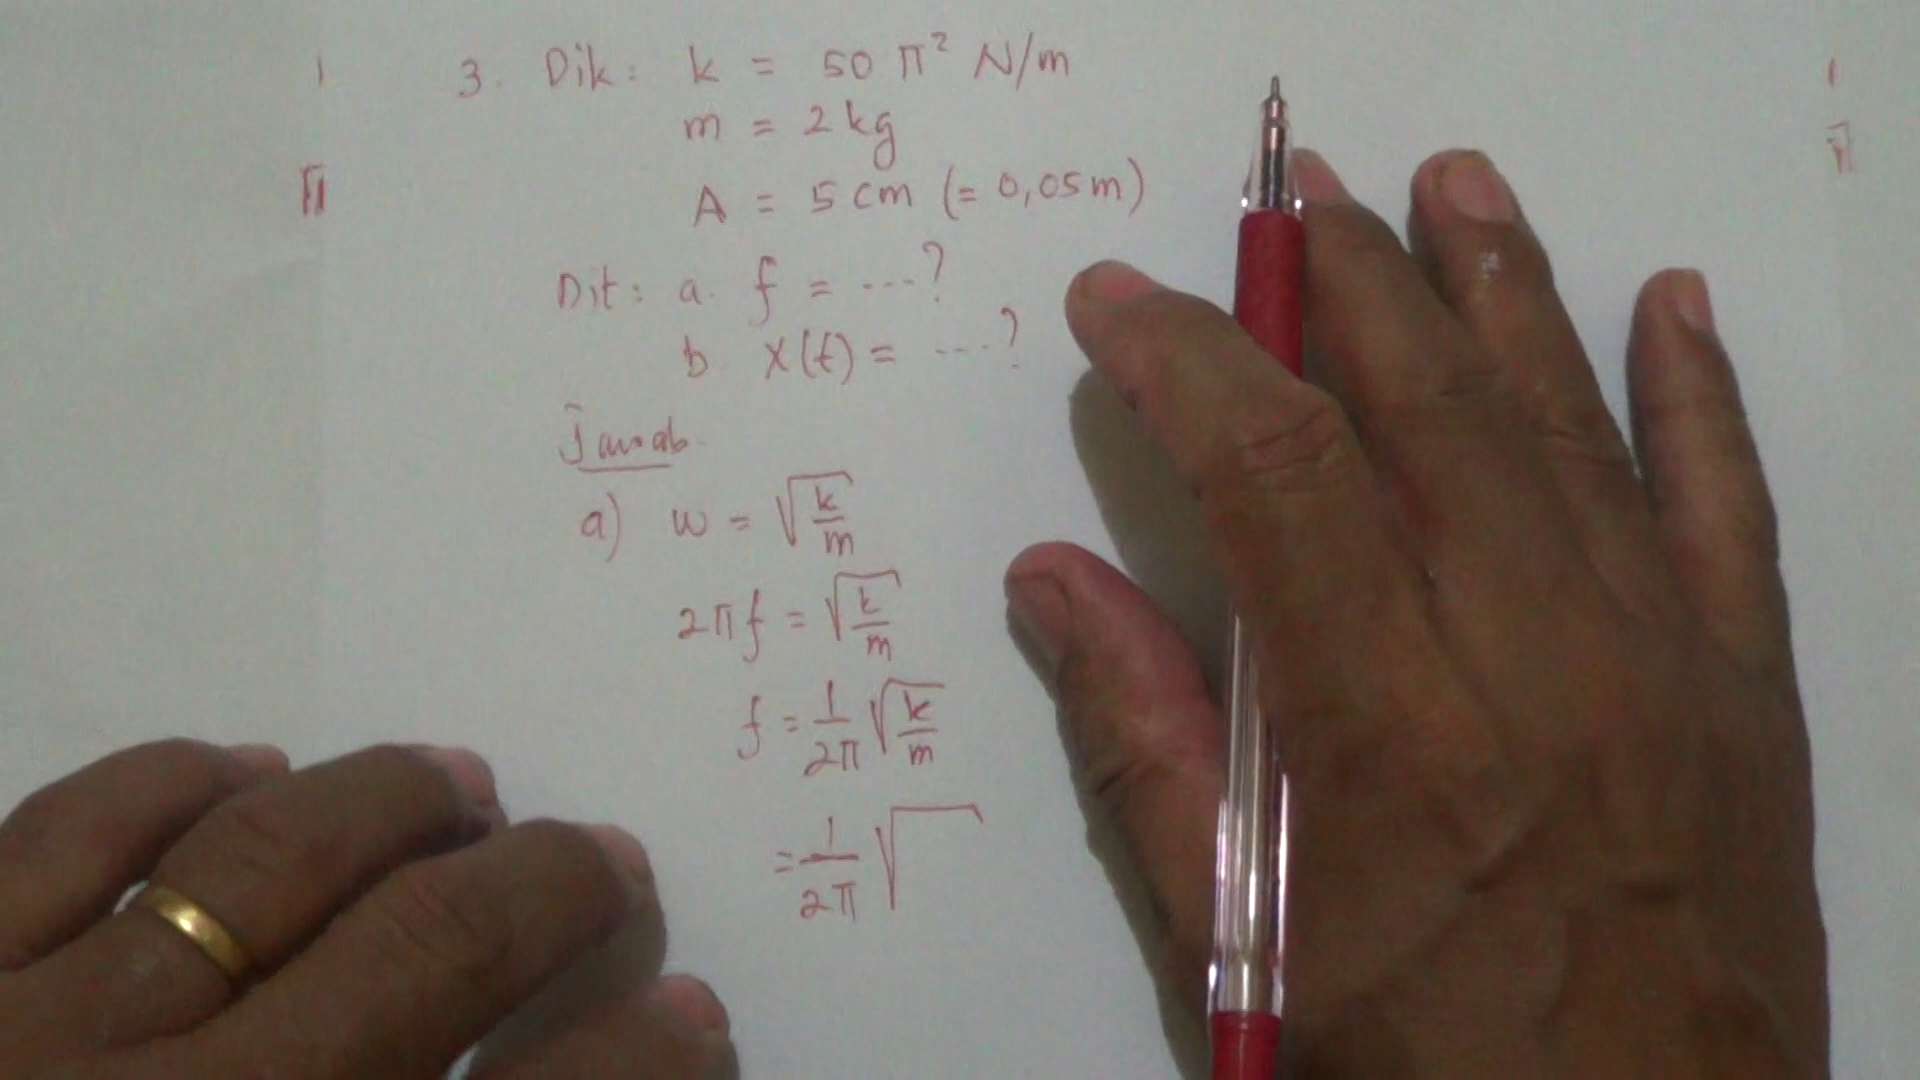 3. Dik: k = 50 π² N/m
m = 2 kg
A = 5 cm (= 0,05 m)
Dit: a. f = ....?
b. x(t) = ....?
Jawab
a) w = √(k/m)
2πf = √(k/m)
f = 1/2π √(k/m)
= 1/2π √